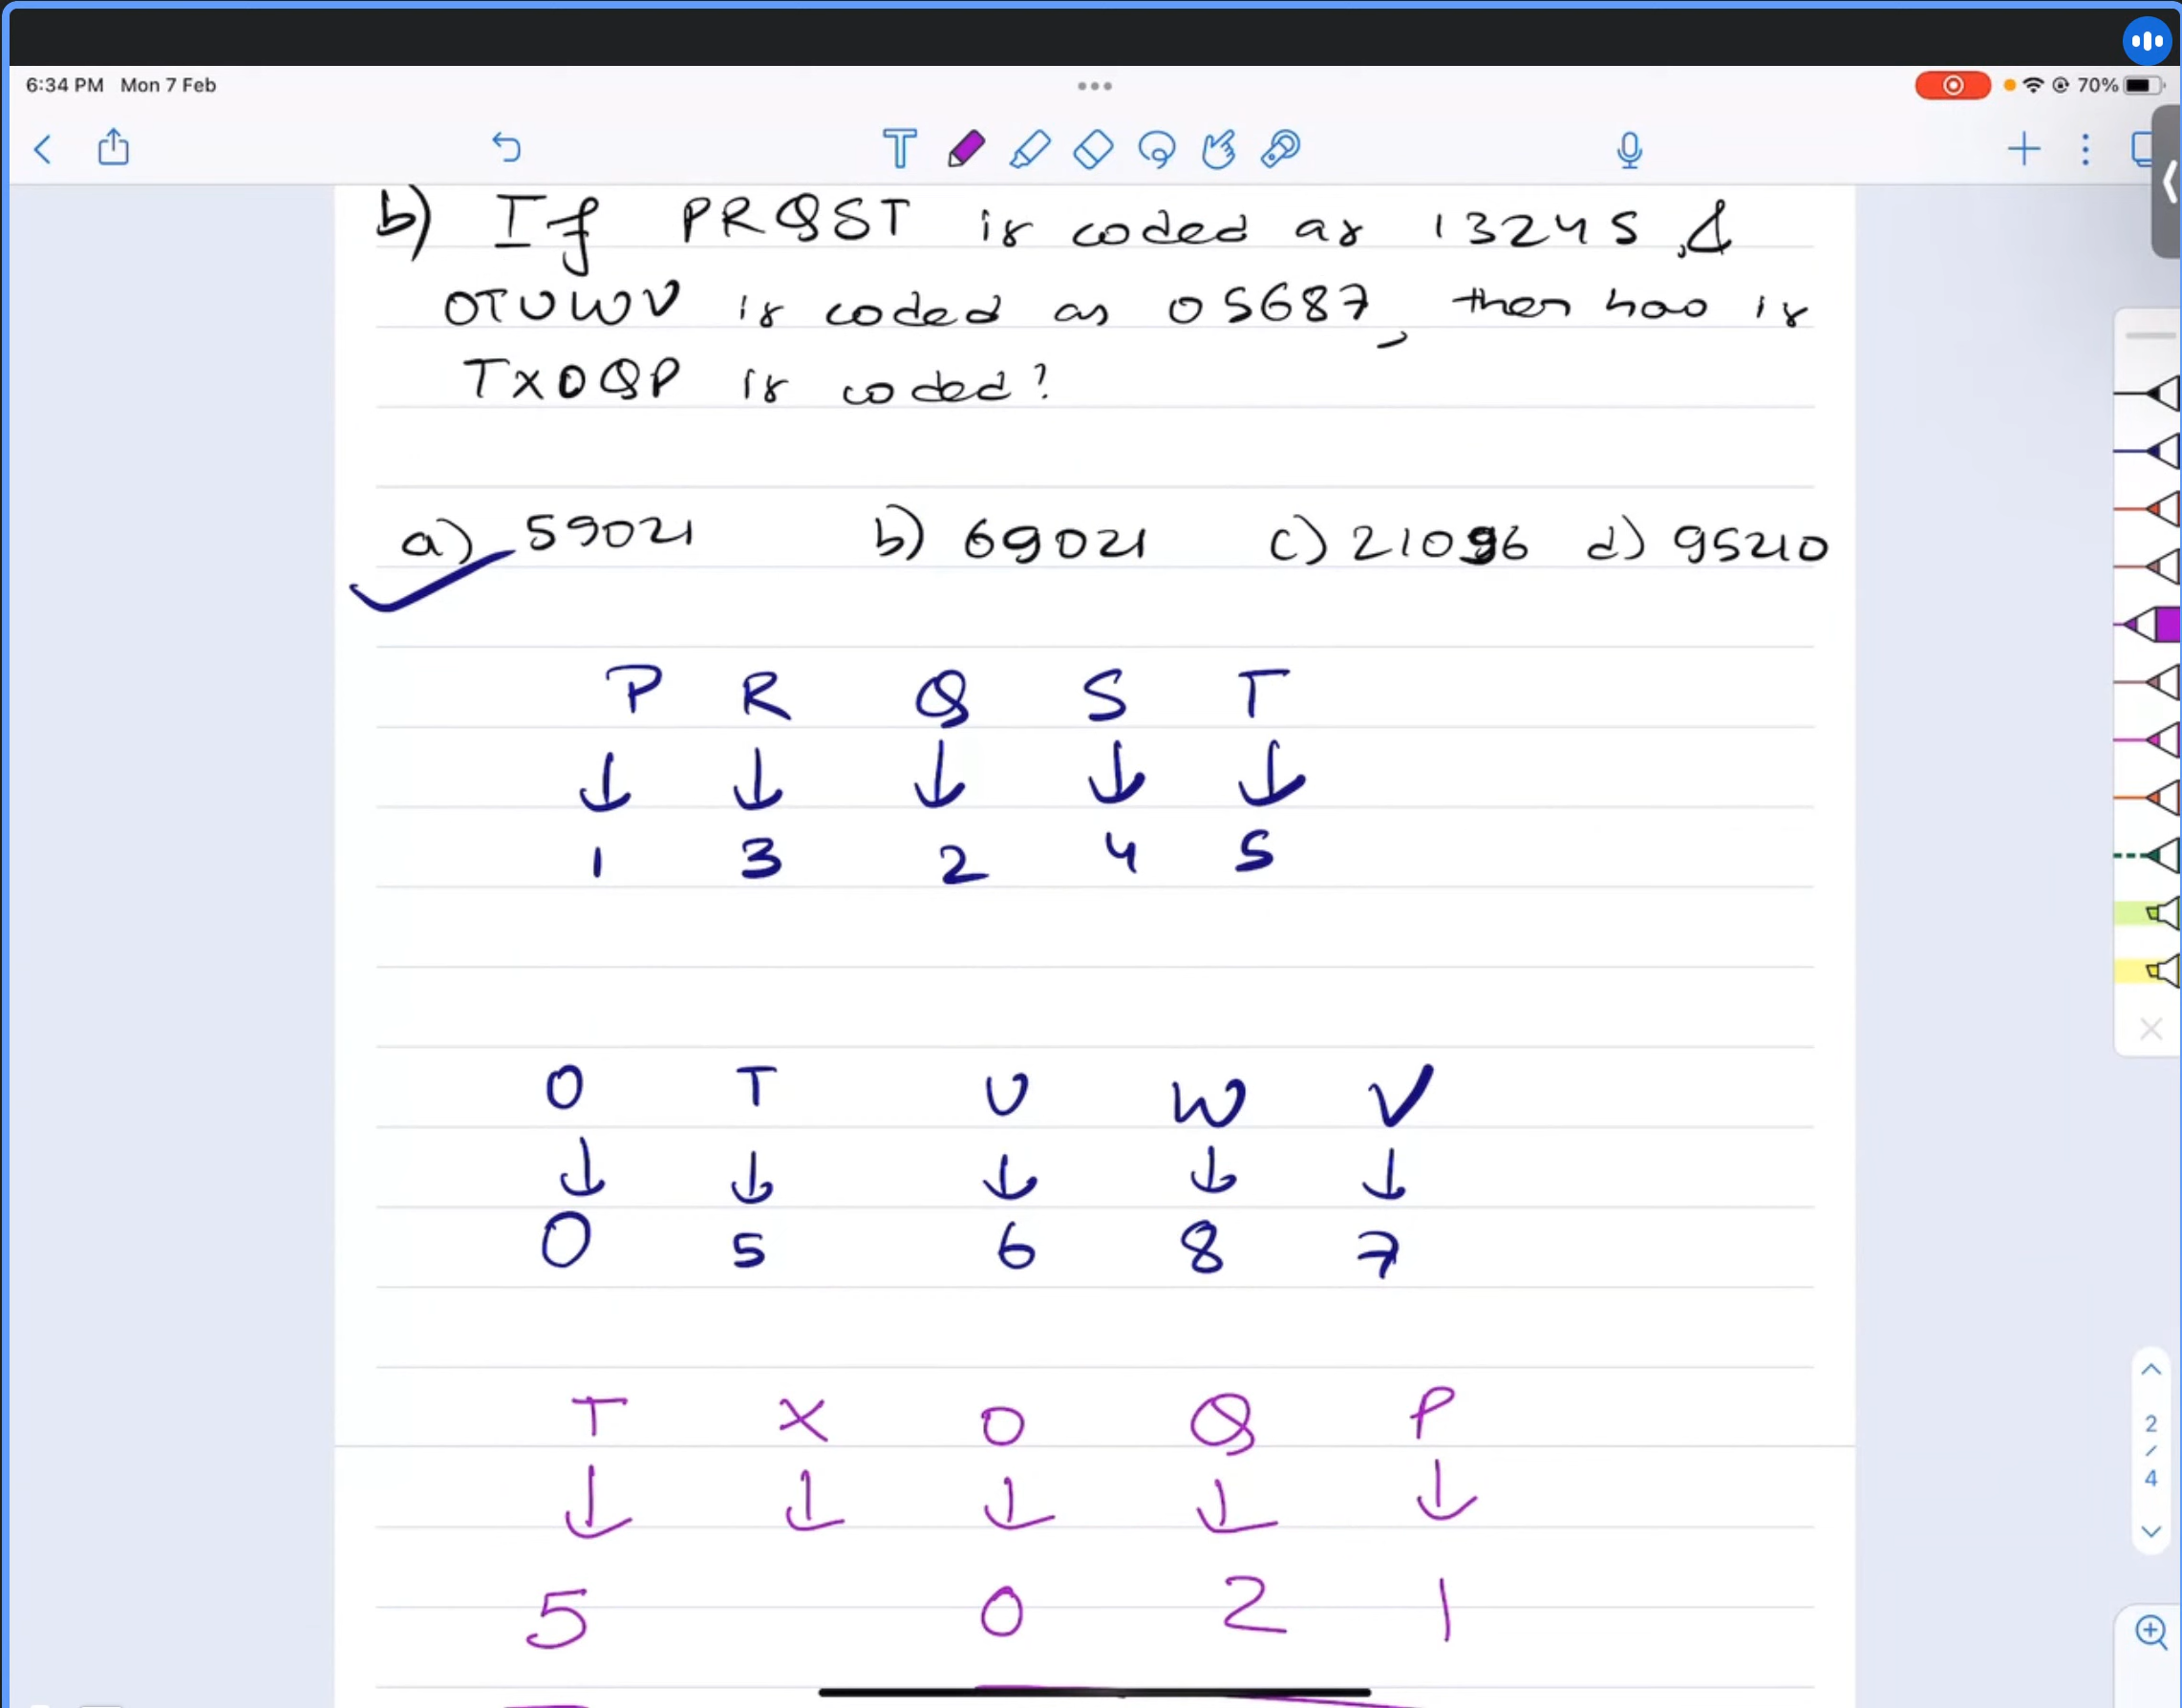 6:34 PM Mon 7 Feb
70%
b) If PRQST is coded as 13245, &
OTUWV is coded as 05687, then how is
TXOQP is coded?
a) 59021 b) 69021 c) 21096 d) 95210
P R Q S T
↓ ↓ ↓ ↓ ↓
1 3 2 4 5
O T U W V
↓ ↓ ↓ ↓ ↓
0 5 6 8 7
T X O Q P
↓ ↓ ↓ ↓ ↓
5 0 2 1
2
/
4